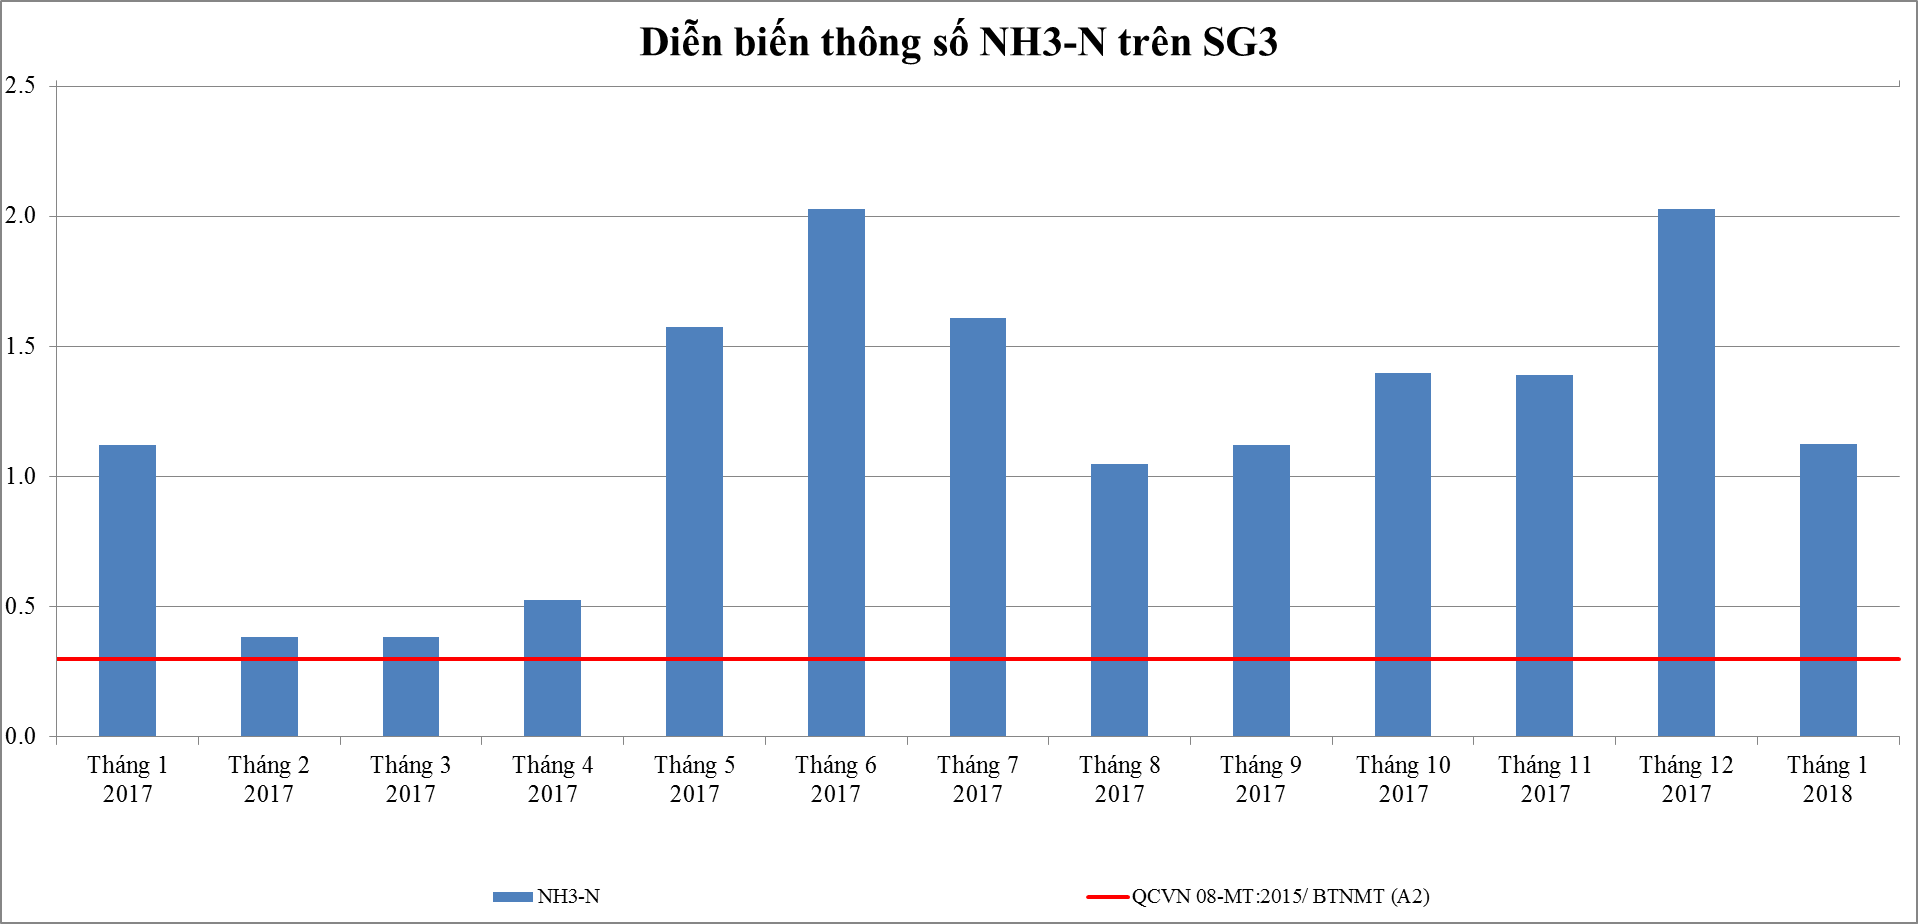 Diễn biến thông số NH3-N trên SG3
2.5
2.0
1.5
1.0
0.5
0.0
Tháng 1 2017
Tháng 2 2017
Tháng 3 2017
Tháng 4 2017
Tháng 5 2017
Tháng 6 2017
Tháng 7 2017
Tháng 8 2017
Tháng 9 2017
Tháng 10 2017
Tháng 11 2017
Tháng 12 2017
Tháng 1 2018
NH3-N
QCVN 08-MT:2015/ BTNMT (A2)